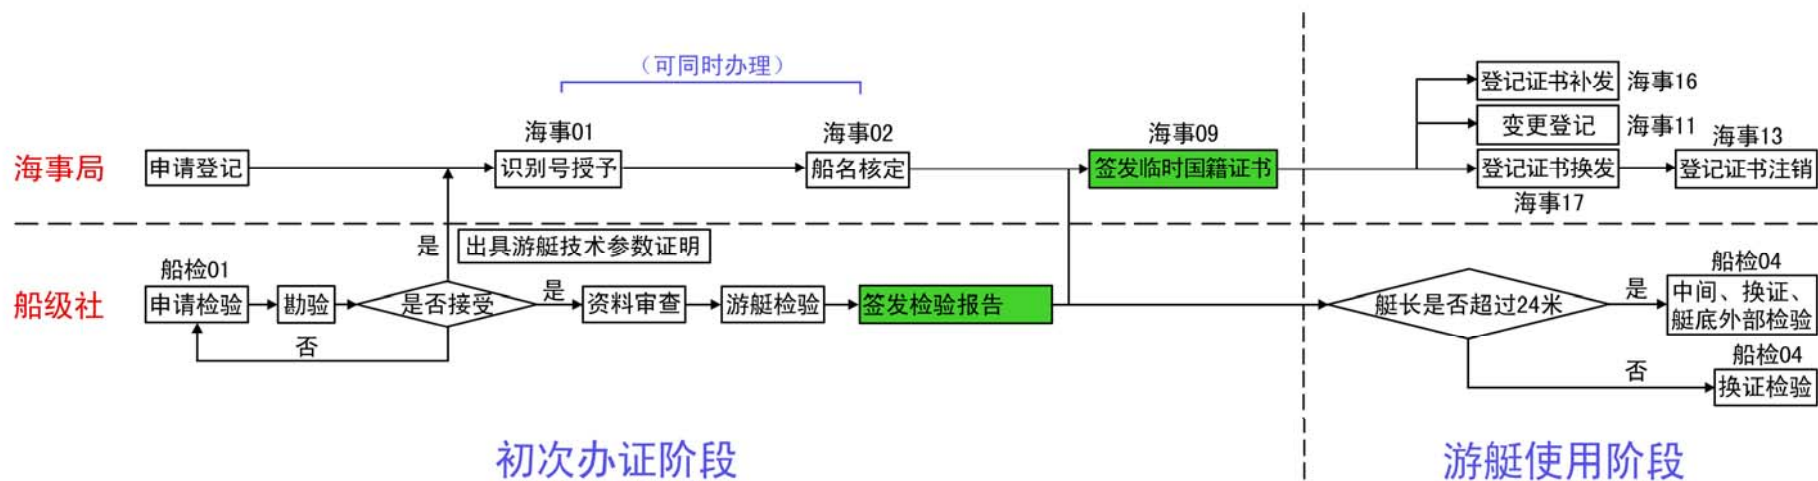 （可同时办理）
登记证书补发 海事16
海事01
海事02
海事09
变更登记 海事11
海事13
海事局
申请登记
识别号授予
船名核定
签发临时国籍证书
登记证书换发
登记证书注销
海事17
是
出具游艇技术参数证明
船级社
船检01
申请检验
勘验
是否接受
是
资料审查
游艇检验
签发检验报告
否
艇长是否超过24米
是
船检04
中间、换证、
艇底外部检验
否
船检04
换证检验
初次办证阶段
游艇使用阶段